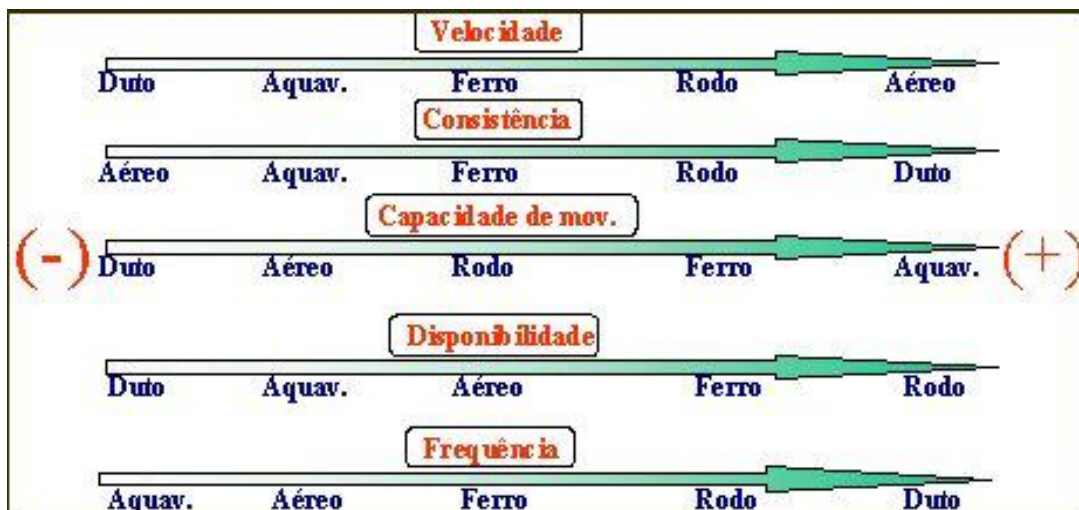 Velocidade
Duto Aquav. Ferro Rodo Aéreo
Consistência
Aéreo Aquav. Ferro Rodo Duto
Capacidade de mov.
(-) (+)
Duto Aéreo Rodo Ferro Aquav.
Disponibilidade
Duto Aquav. Aéreo Ferro Rodo
Frequência
Aquav. Aéreo Ferro Rodo Duto